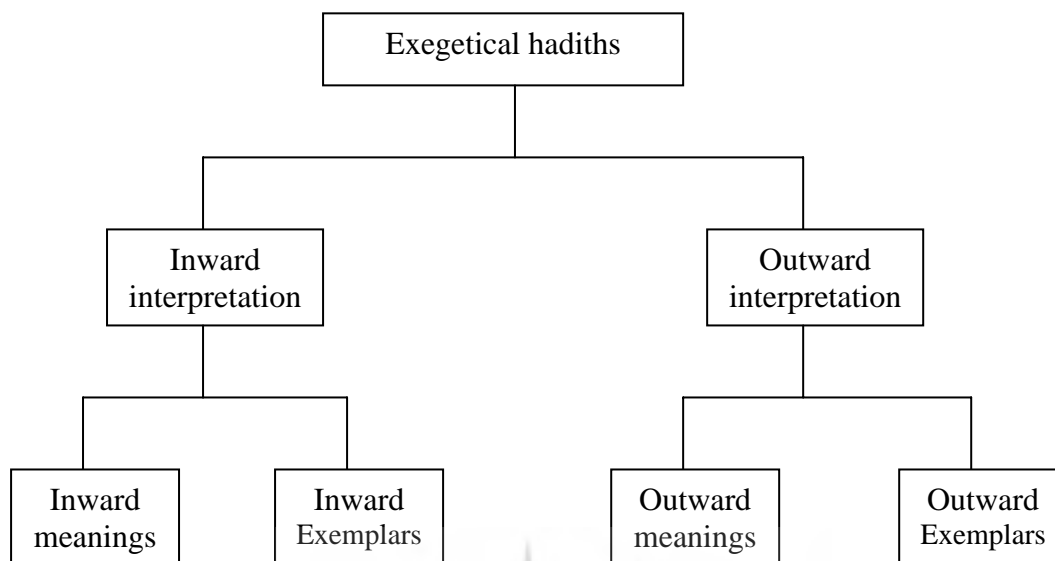 Exegetical hadiths
Inward
interpretation
Outward
interpretation
Inward
meanings
Inward
Exemplars
Outward
meanings
Outward
Exemplars